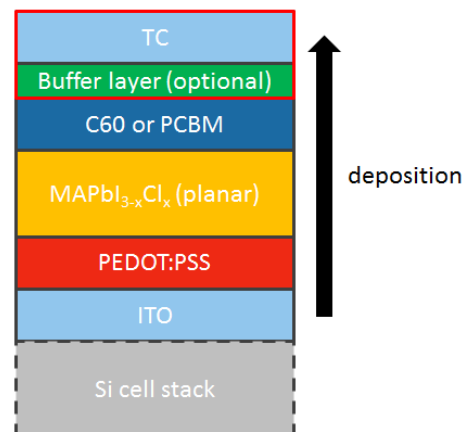 TC
Buffer layer (optional)
C60 or PCBM
deposition
MAPbI₃₋ₓClₓ (planar)
PEDOT:PSS
ITO
Si cell stack